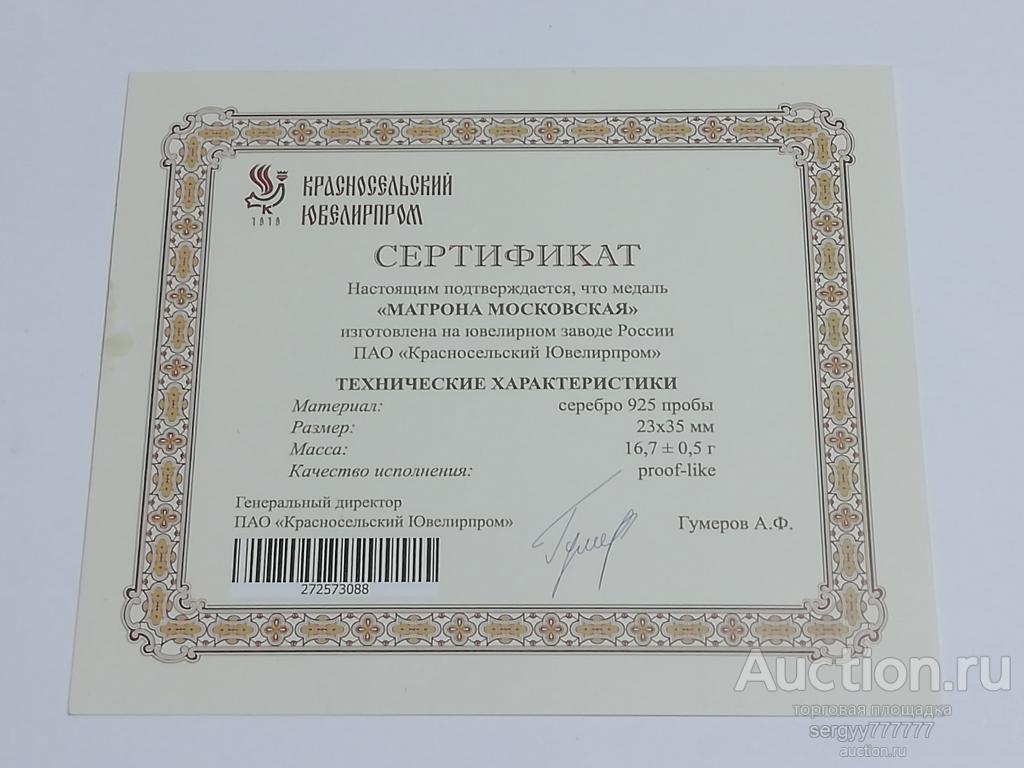 КРАСНОСЕЛЬСКИЙ
ЮВЕЛИРПРОМ
К
1919
СЕРТИФИКАТ
Настоящим подтверждается, что медаль
«МАТРОНА МОСКОВСКАЯ»
изготовлена на ювелирном заводе России
ПАО «Красносельский Ювелирпром»
ТЕХНИЧЕСКИЕ ХАРАКТЕРИСТИКИ
Материал: серебро 925 пробы
Размер: 23х35 мм
Масса: 16,7 ± 0,5 г
Качество исполнения: proof-like
Генеральный директор
ПАО «Красносельский Ювелирпром»
Гумеров А.Ф.
272573088
Auction.ru
торговая площадка
sergyy777777
auction.ru